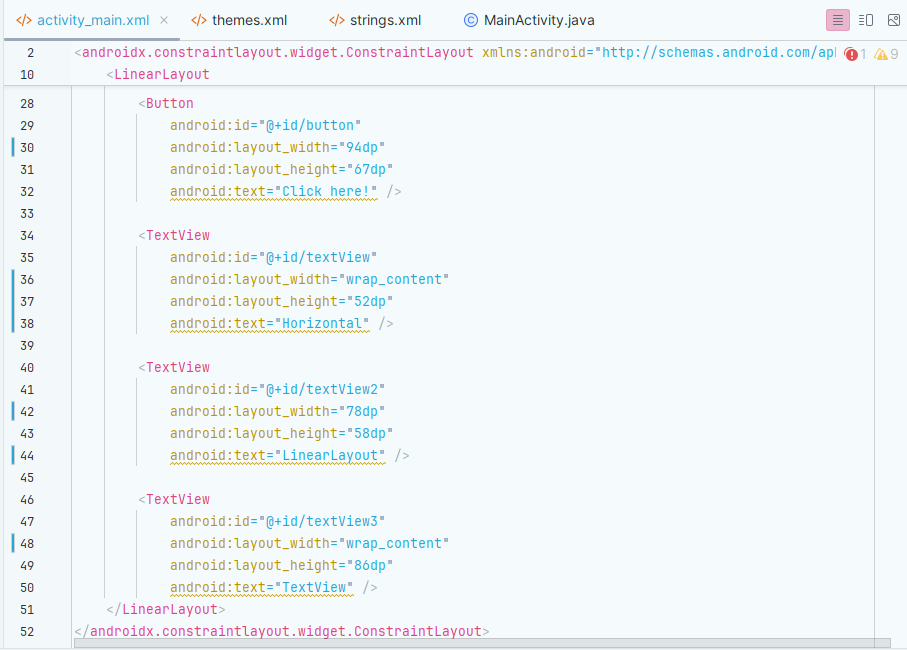 </> activity_main.xml × </> themes.xml </> strings.xml © MainActivity.java
2 <androidx.constraintlayout.widget.ConstraintLayout xmlns:android="http://schemas.android.com/ap 1 9
10 <LinearLayout
28 <Button
29 android:id="@+id/button"
30 android:layout_width="94dp"
31 android:layout_height="67dp"
32 android:text="Click here!" />
33
34 <TextView
35 android:id="@+id/textView"
36 android:layout_width="wrap_content"
37 android:layout_height="52dp"
38 android:text="Horizontal" />
39
40 <TextView
41 android:id="@+id/textView2"
42 android:layout_width="78dp"
43 android:layout_height="58dp"
44 android:text="LinearLayout" />
45
46 <TextView
47 android:id="@+id/textView3"
48 android:layout_width="wrap_content"
49 android:layout_height="86dp"
50 android:text="TextView" />
51 </LinearLayout>
52 </androidx.constraintlayout.widget.ConstraintLayout>